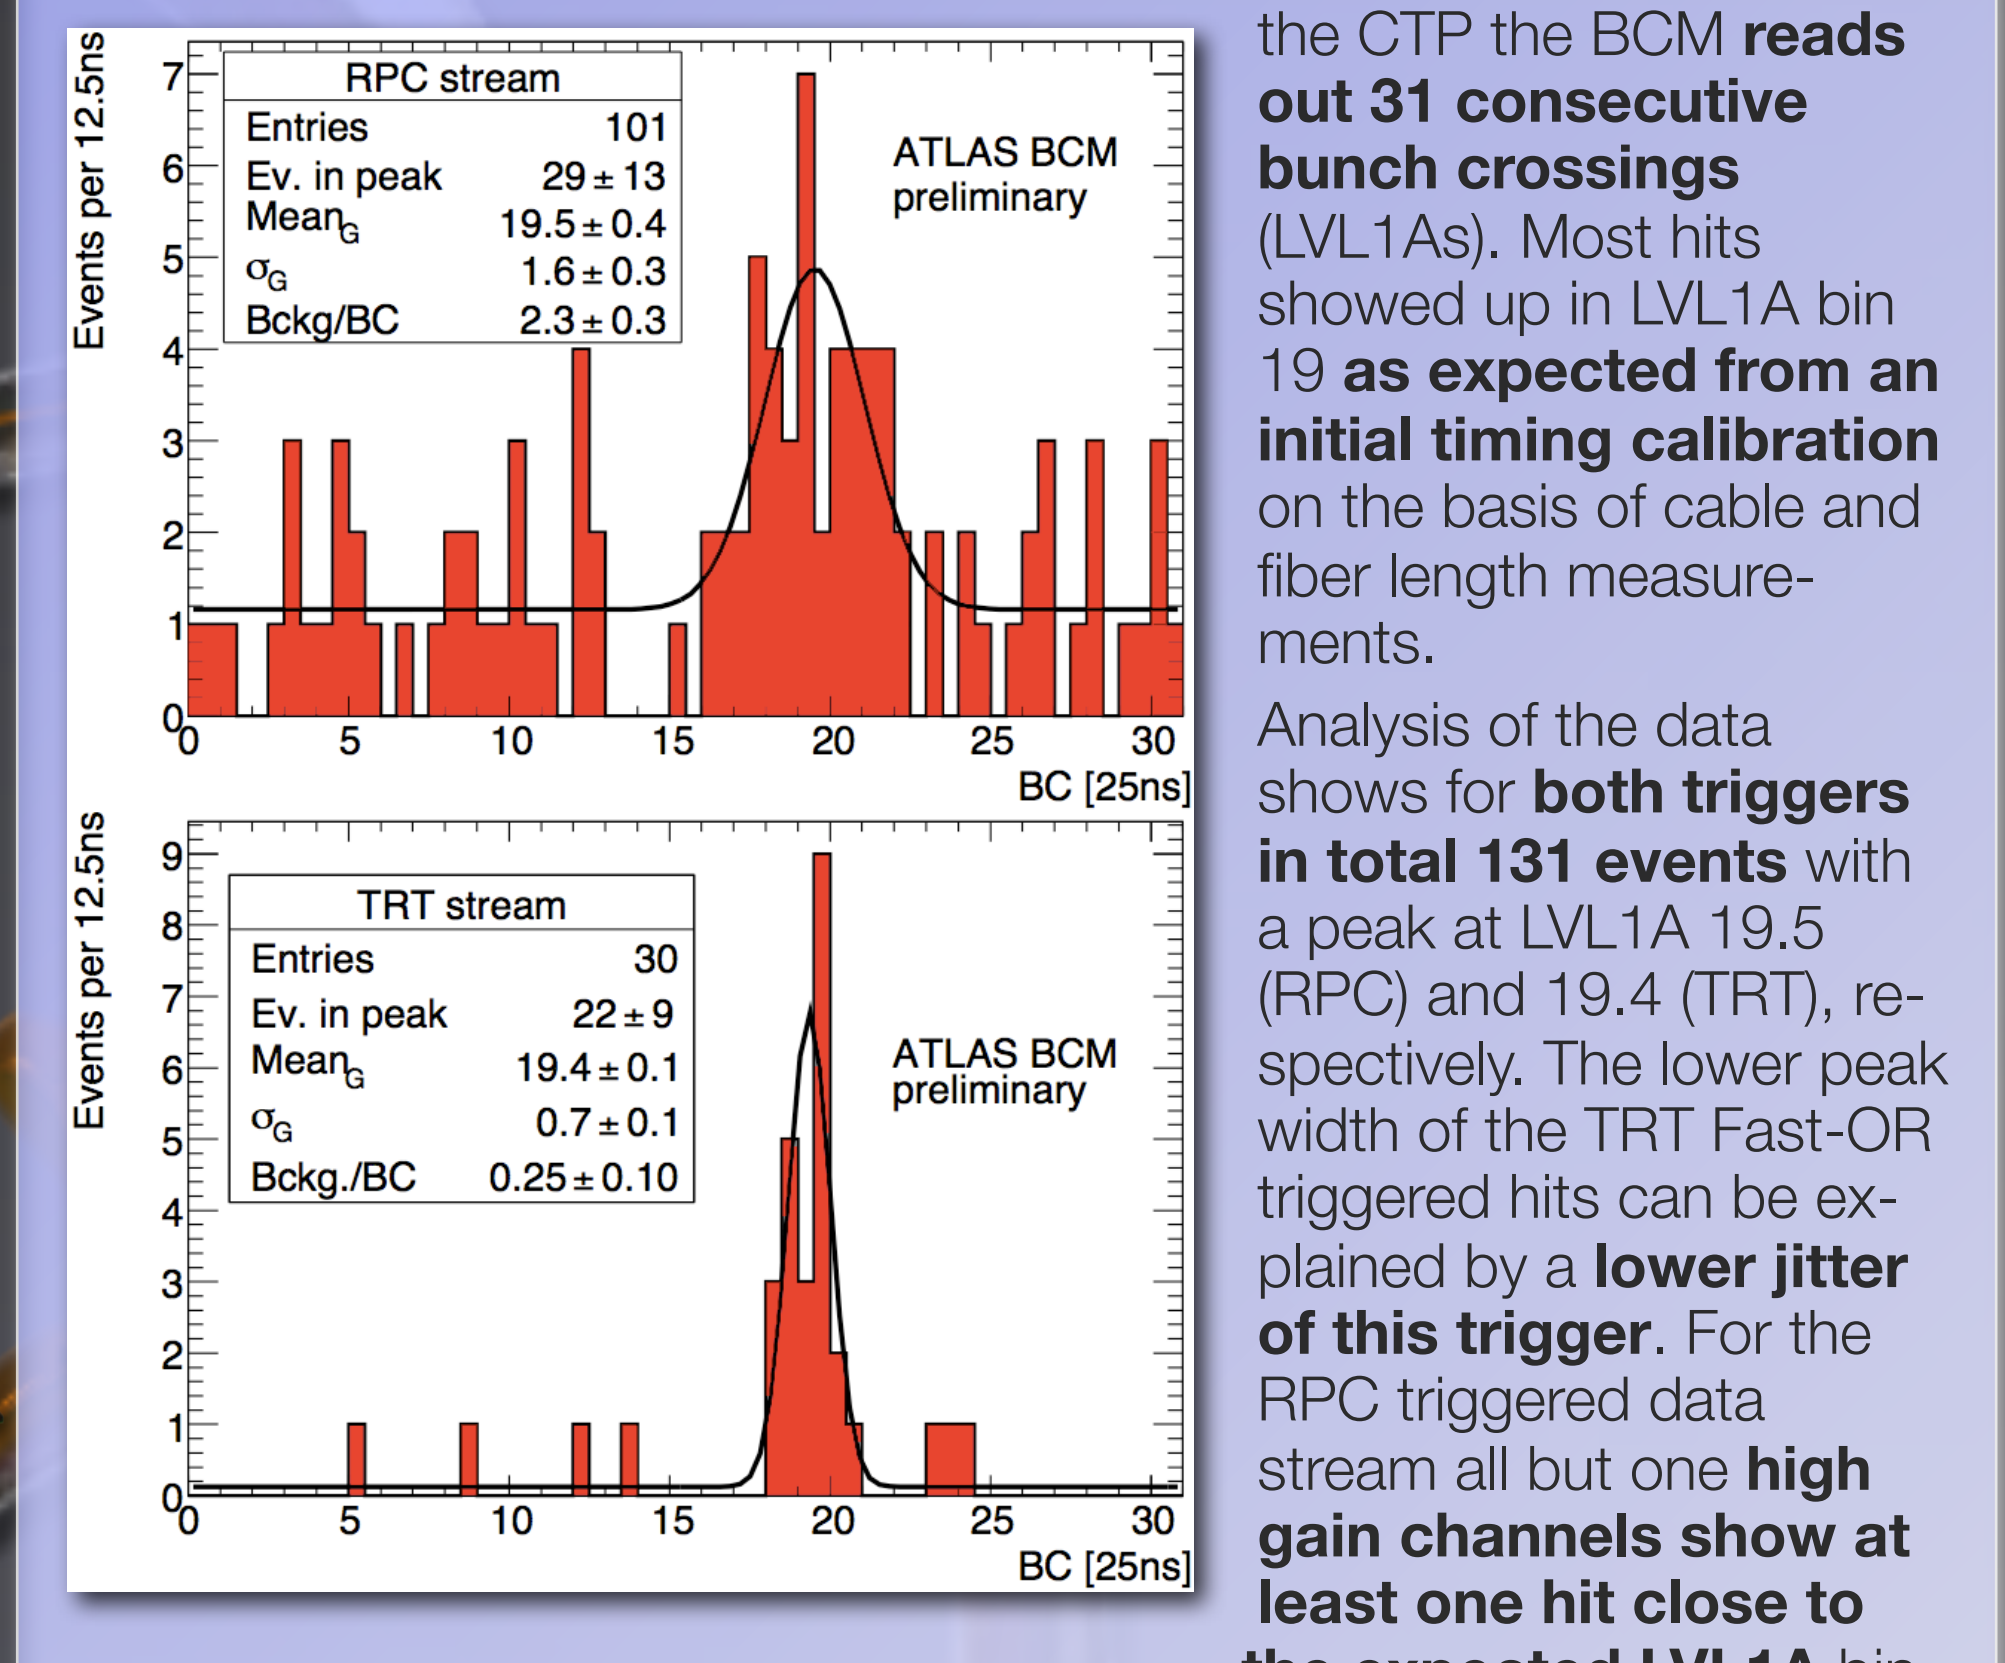 Events per 12.5ns
7
6
5
4
3
2
1
0
RPC stream
Entries 101
Ev. in peak 29 ± 13
MeanG 19.5 ± 0.4
σG 1.6 ± 0.3
Bckg/BC 2.3 ± 0.3
ATLAS BCM
preliminary
0 5 10 15 20 25 30
BC [25ns]
Events per 12.5ns
9
8
7
6
5
4
3
2
1
0
TRT stream
Entries 30
Ev. in peak 22 ± 9
MeanG 19.4 ± 0.1
σG 0.7 ± 0.1
Bckg./BC 0.25 ± 0.10
ATLAS BCM
preliminary
0 5 10 15 20 25 30
BC [25ns]
the CTP the BCM reads
out 31 consecutive
bunch crossings
(LVL1As). Most hits
showed up in LVL1A bin
19 as expected from an
initial timing calibration
on the basis of cable and
fiber length measure-
ments.
Analysis of the data
shows for both triggers
in total 131 events with
a peak at LVL1A 19.5
(RPC) and 19.4 (TRT), re-
spectively. The lower peak
width of the TRT Fast-OR
triggered hits can be ex-
plained by a lower jitter
of this trigger. For the
RPC triggered data
stream all but one high
gain channels show at
least one hit close to
the expected LVL1A bin